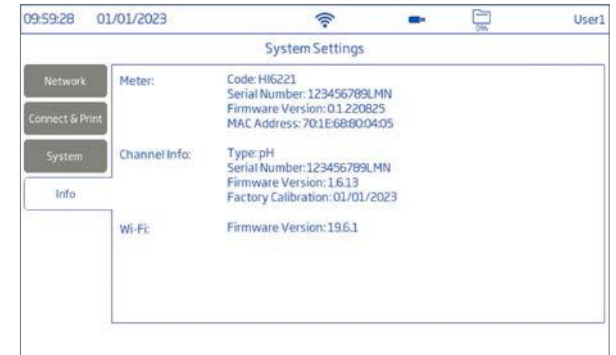 09:59:28 01/01/2023 0% User1
System Settings
Network
Connect & Print
System
Info
Meter: Code: HI6221
Serial Number: 123456789LMN
Firmware Version: 0.1.220825
MAC Address: 70:1E:68:80:04:05
Channel Info: Type: pH
Serial Number: 123456789LMN
Firmware Version: 1.6.13
Factory Calibration: 01/01/2023
Wi-Fi: Firmware Version: 19.6.1